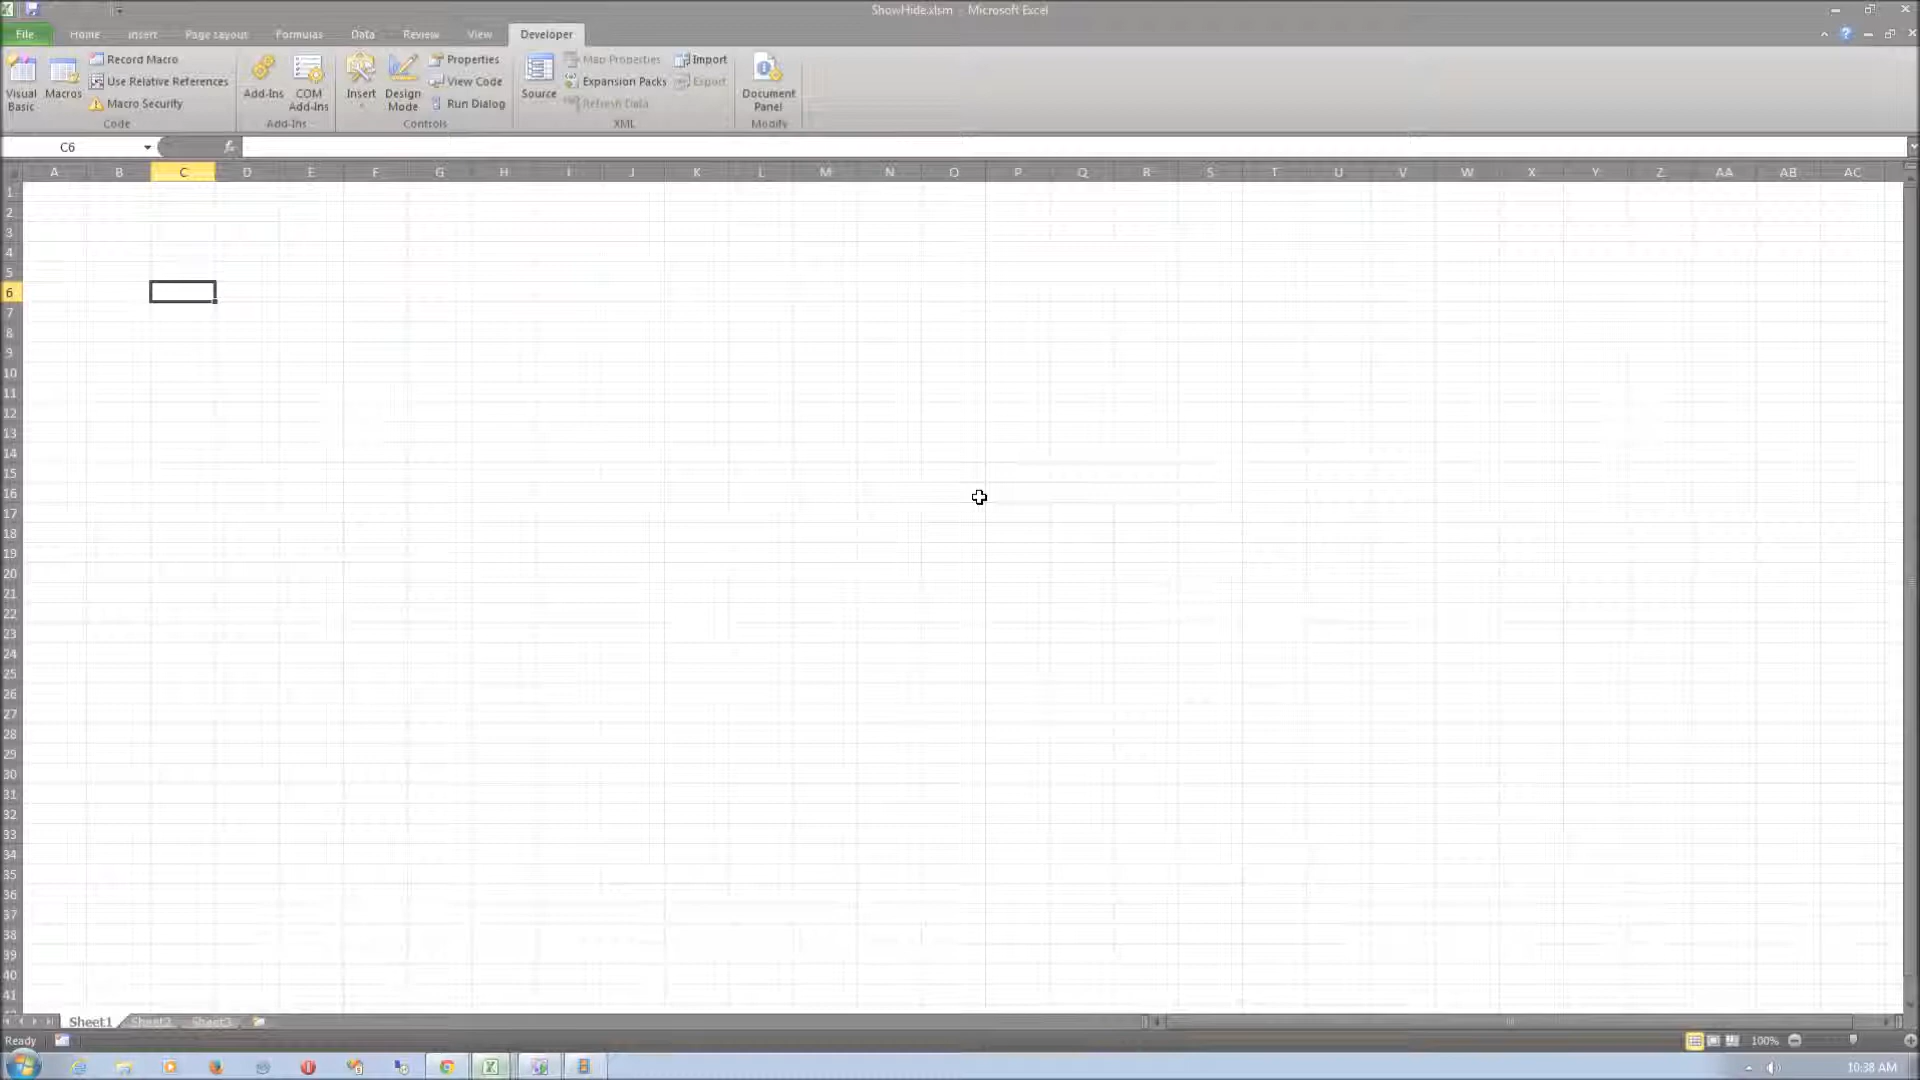 ShowHide.xlsm - Microsoft Excel
File Home Insert Page Layout Formulas Data Review View Developer
Visual Basic
Macros
Record Macro
Use Relative References
Macro Security
Code
Add-Ins
COM Add-Ins
Add-Ins
Insert
Design Mode
Properties
View Code
Run Dialog
Controls
Source
Map Properties
Expansion Packs
Refresh Data
Import
Export
XML
Document Panel
Modify
C6 fx
A B C D E F G H I J K L M N O P Q R S T U V W X Y Z AA AB AC
1
2
3
4
5
6
7
8
9
10
11
12
13
14
15
16
17
18
19
20
21
22
23
24
25
26
27
28
29
30
31
32
33
34
35
36
37
38
39
40
41
Sheet1 Sheet2 Sheet3
Ready 100%
10:38 AM